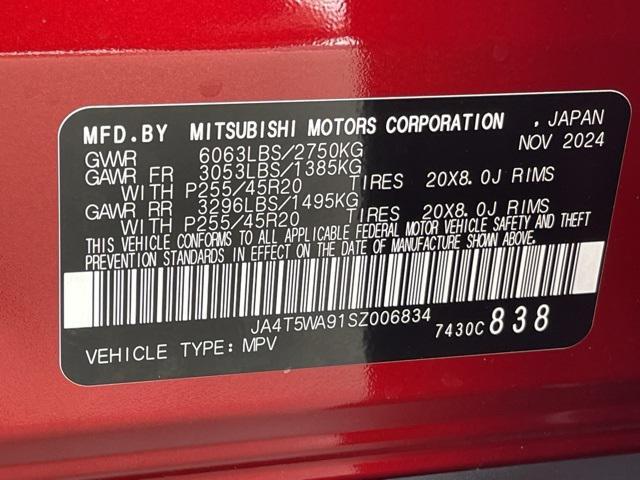 MFD.BY MITSUBISHI MOTORS CORPORATION , JAPAN
NOV 2024
GVWR 6063LBS/2750KG
GAWR FR 3053LBS/1385KG
WITH P255/45R20 TIRES 20X8.0J RIMS
GAWR RR 3296LBS/1495KG
WITH P255/45R20 TIRES 20X8.0J RIMS
THIS VEHICLE CONFORMS TO ALL APPLICABLE FEDERAL MOTOR VEHICLE SAFETY AND THEFT
PREVENTION STANDARDS IN EFFECT ON THE DATE OF MANUFACTURE SHOWN ABOVE.
JA4T5WA91SZ006834
7430C 838
VEHICLE TYPE: MPV